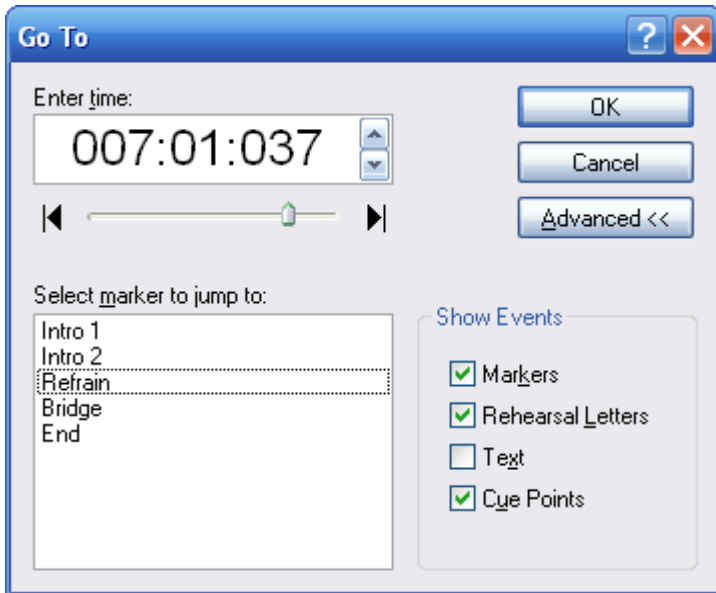 Go To
Enter time:
007:01:037
OK
Cancel
Advanced <<
Select marker to jump to:
Intro 1
Intro 2
Refrain
Bridge
End
Show Events
Markers
Rehearsal Letters
Text
Cue Points